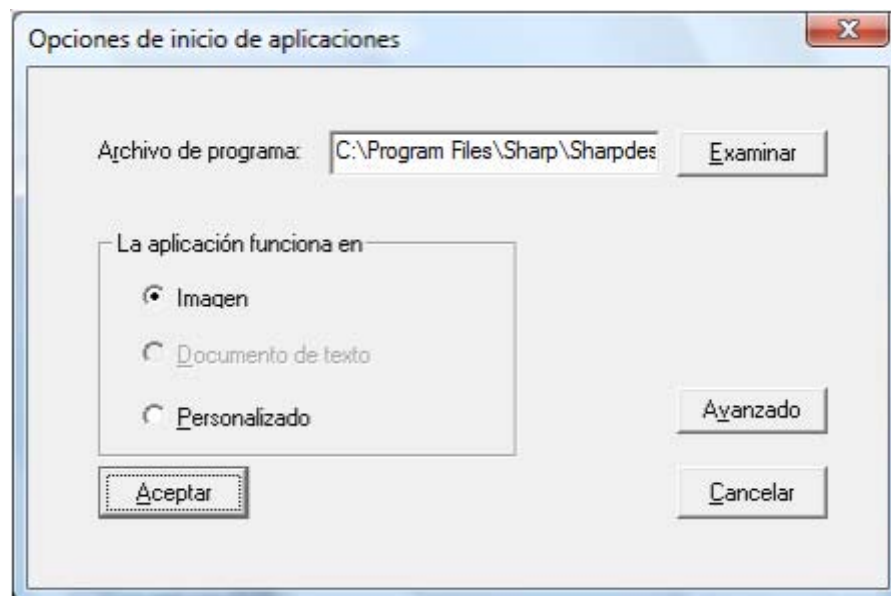 Opciones de inicio de aplicaciones
Archivo de programa: C:\Program Files\Sharp\Sharpdes Examinar
La aplicación funciona en
Imagen
Documento de texto
Personalizado
Avanzado
Aceptar Cancelar